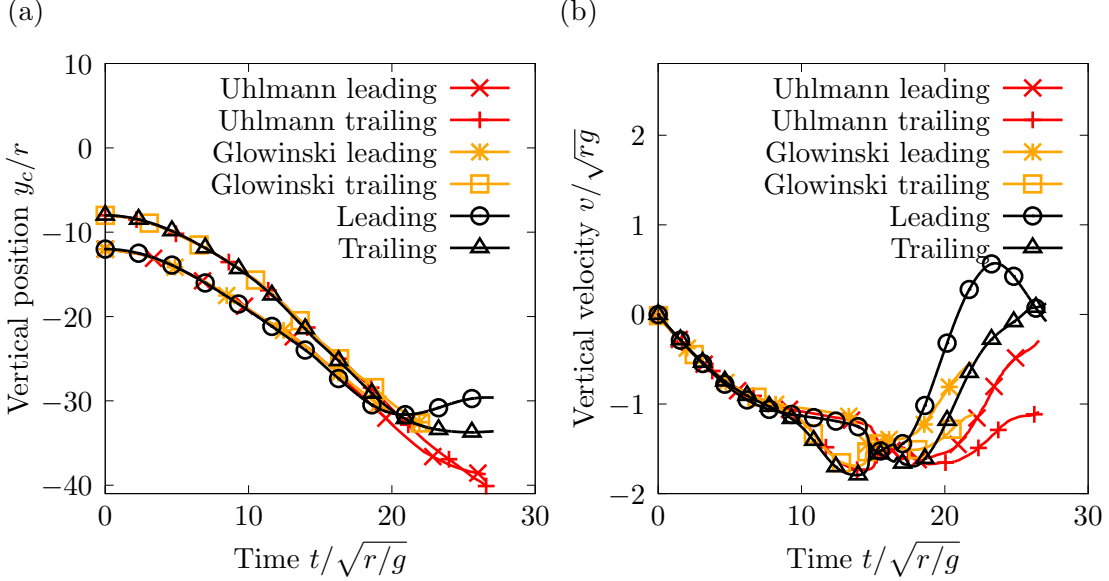 (a)
Vertical position y_c/r
10
0
−10
−20
−30
−40
0
10
20
30
Time t/√r/g
Uhlmann leading
Uhlmann trailing
Glowinski leading
Glowinski trailing
Leading
Trailing
(b)
Vertical velocity v/√rg
2
1
0
−1
−2
0
10
20
30
Time t/√r/g
Uhlmann leading
Uhlmann trailing
Glowinski leading
Glowinski trailing
Leading
Trailing